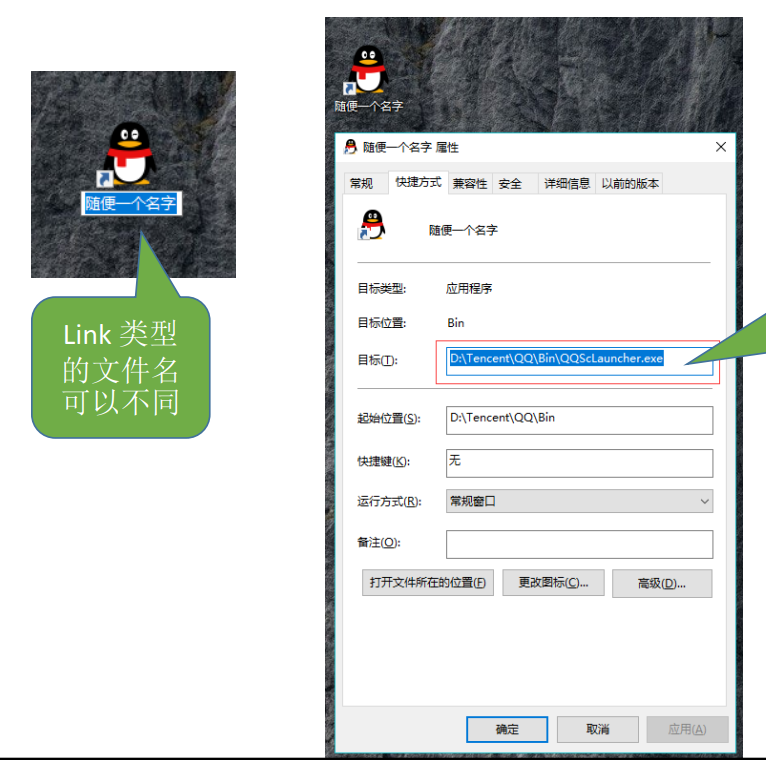 随便一个名字
Link 类型
的文件名
可以不同
随便一个名字
随便一个名字 属性
常规 快捷方式 兼容性 安全 详细信息 以前的版本
随便一个名字
目标类型: 应用程序
目标位置: Bin
目标(T): D:\Tencent\QQ\Bin\QQScLauncher.exe
起始位置(S): D:\Tencent\QQ\Bin
快捷键(K): 无
运行方式(R): 常规窗口
备注(O):
打开文件所在的位置(F) 更改图标(C)... 高级(D)...
确定 取消 应用(A)